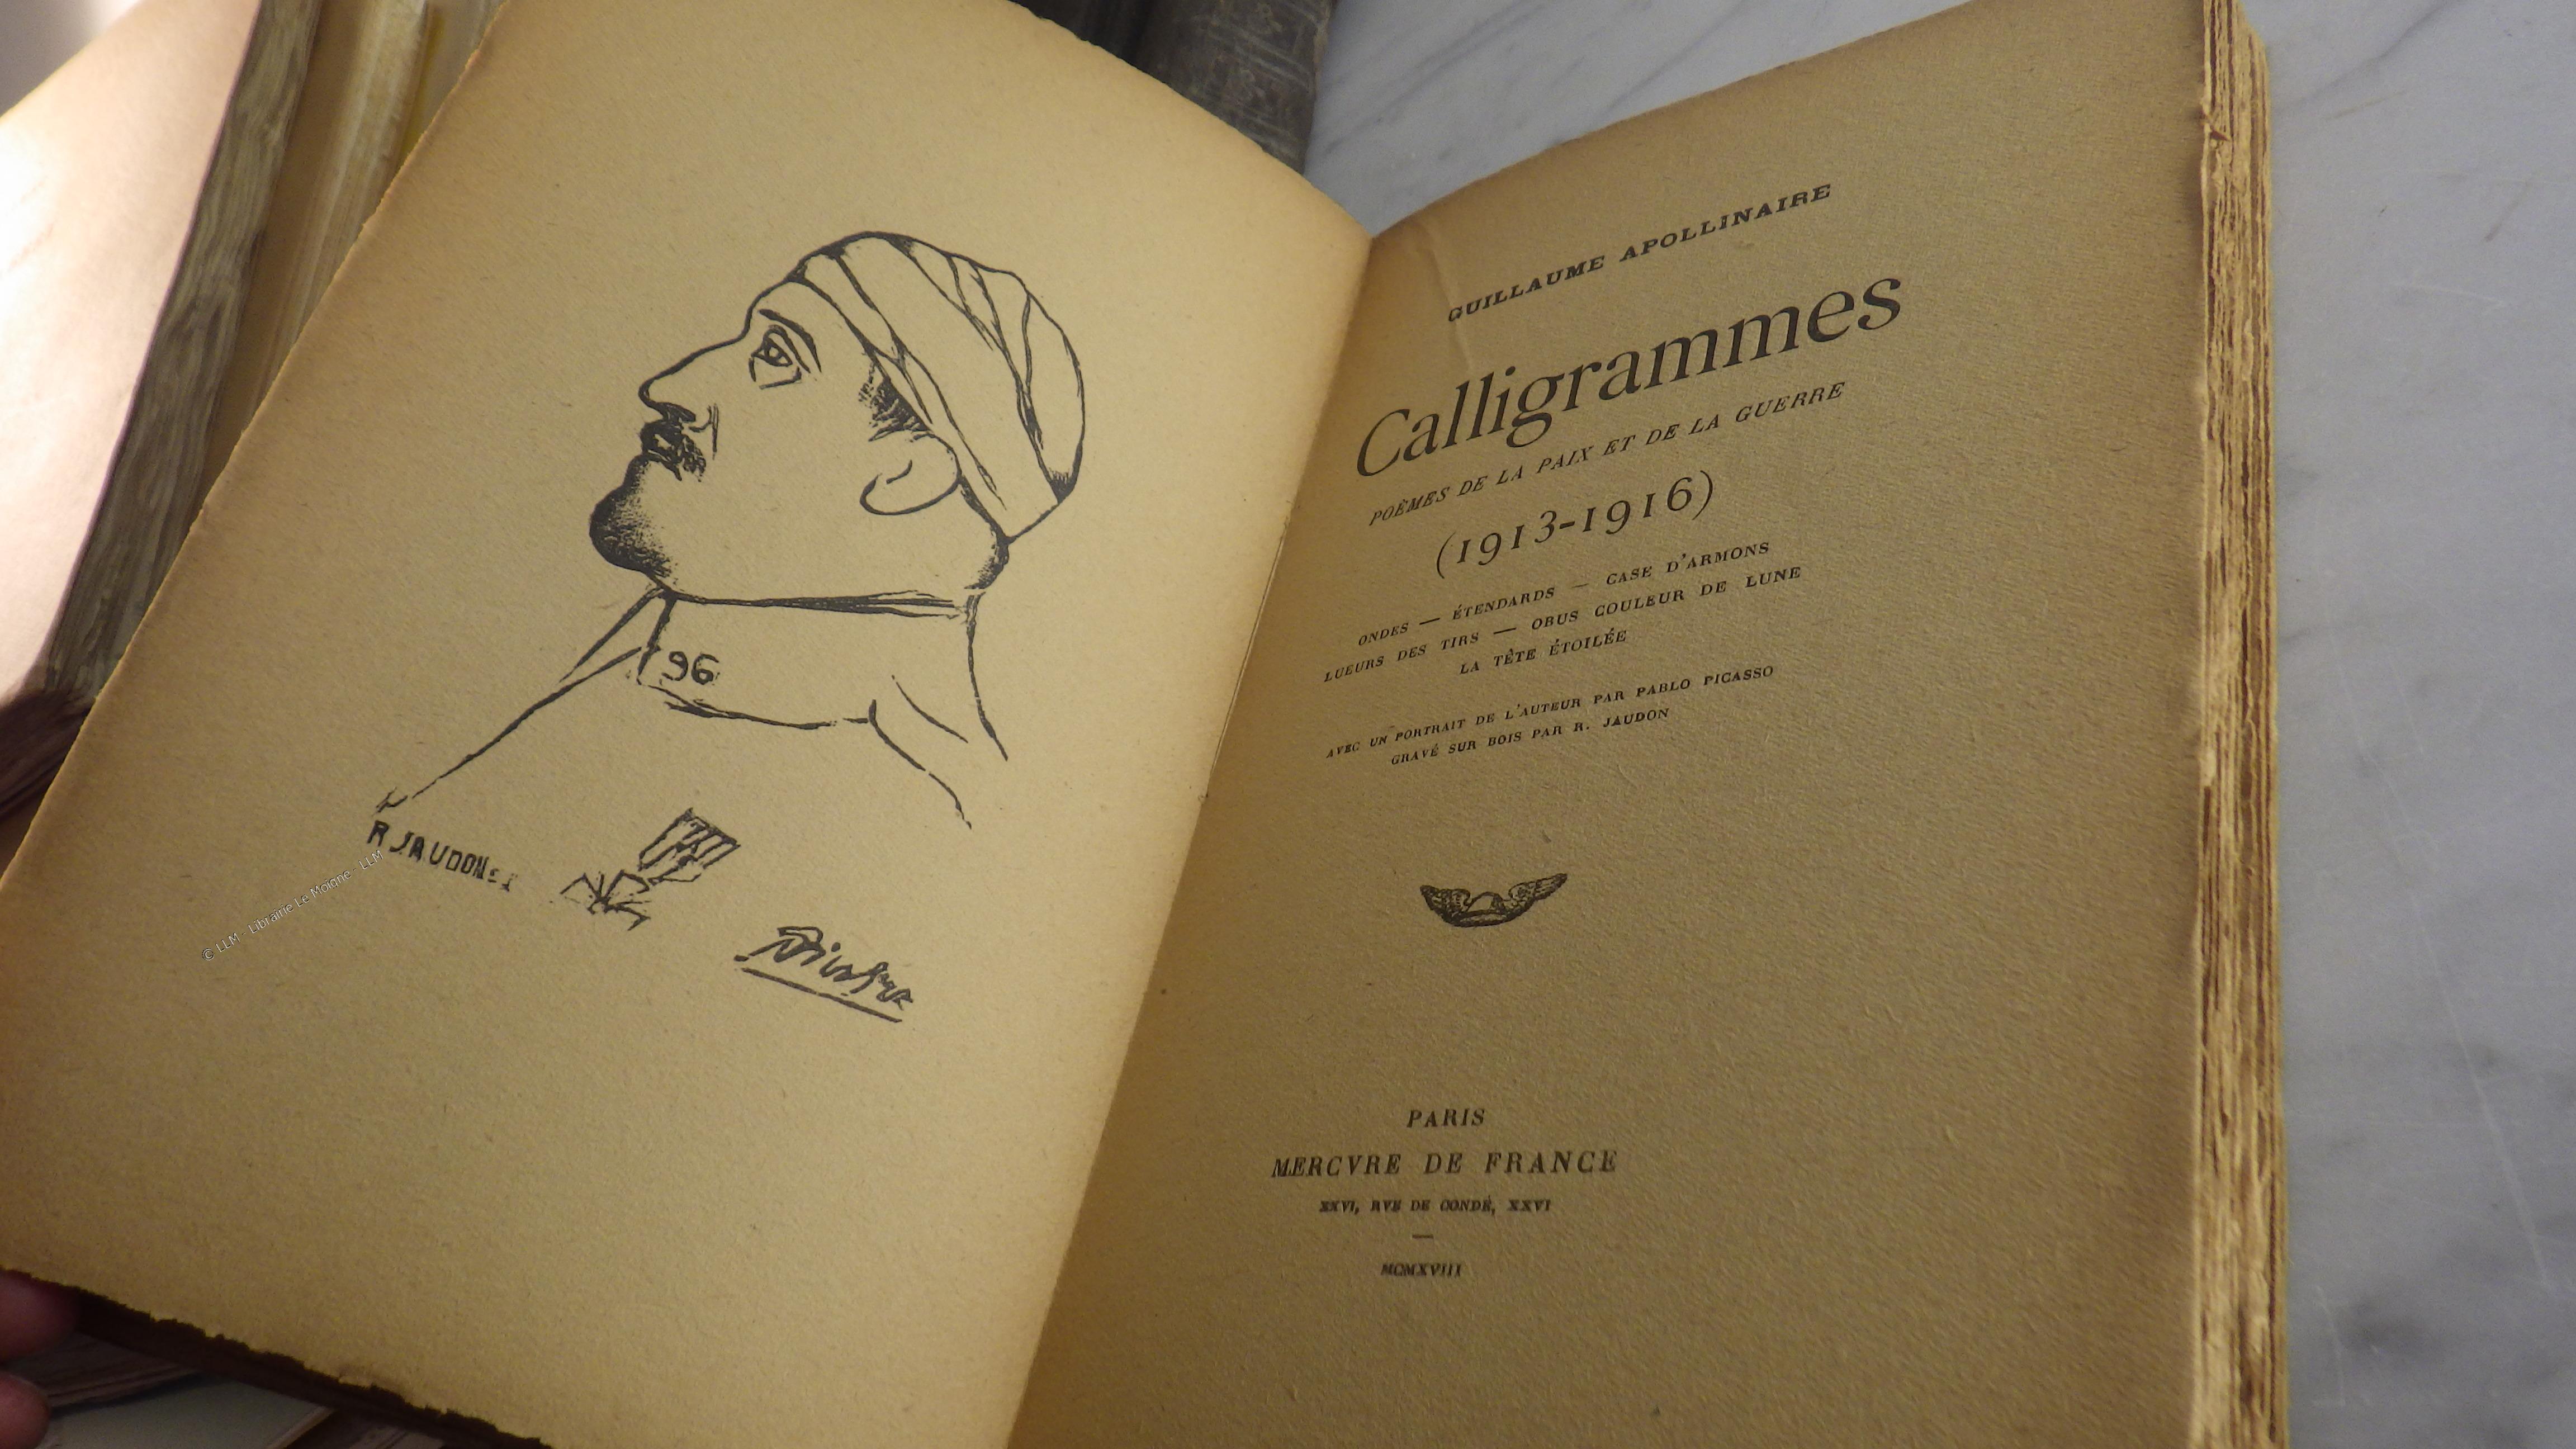 96
R JAUDON
© LLM - Librairie Le Moigne - LLM
Picasso
GUILLAUME APOLLINAIRE
Calligrammes
POÈMES DE LA PAIX ET DE LA GUERRE
(1913-1916)
ONDES — ÉTENDARDS — CASE D'ARMONS
LUEURS DES TIRS — OBUS COULEUR DE LUNE
LA TÊTE ÉTOILÉE
AVEC UN PORTRAIT DE L'AUTEUR PAR PABLO PICASSO
GRAVÉ SUR BOIS PAR R. JAUDON
PARIS
MERCVRE DE FRANCE
XXVI, RVE DE CONDÉ, XXVI
—
MCMXVIII